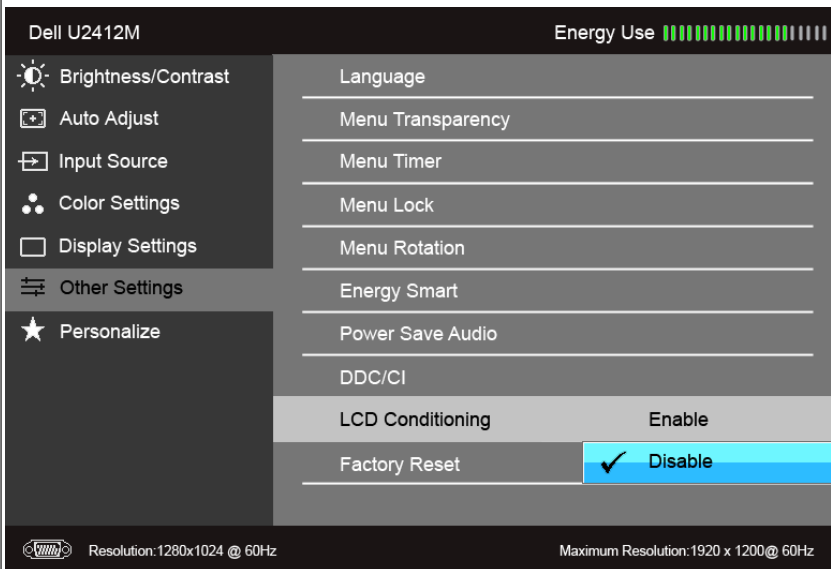 Dell U2412M
Energy Use
Brightness/Contrast
Auto Adjust
Input Source
Color Settings
Display Settings
Other Settings
Personalize
Language
Menu Transparency
Menu Timer
Menu Lock
Menu Rotation
Energy Smart
Power Save Audio
DDC/CI
LCD Conditioning
Enable
Disable
Factory Reset
Resolution:1280x1024 @ 60Hz
Maximum Resolution:1920 x 1200@ 60Hz